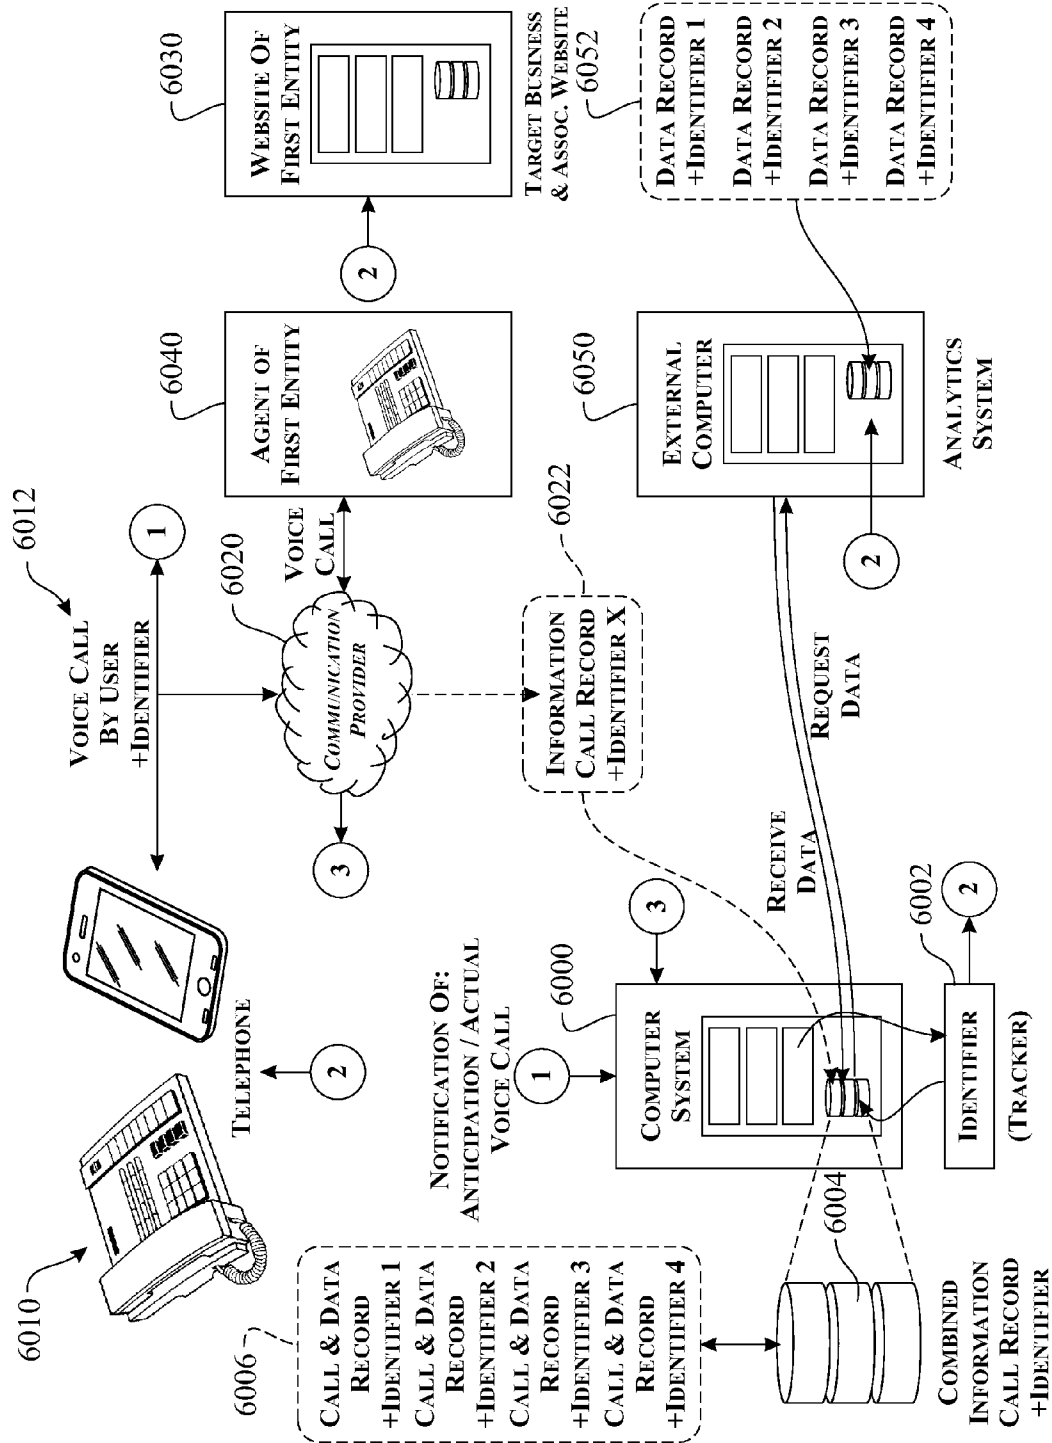 6010
TELEPHONE
2
6012
VOICE CALL
BY USER
+IDENTIFIER
1
6020
COMMUNICATION
PROVIDER
3
VOICE
CALL
6040
AGENT OF
FIRST ENTITY
2
6030
WEBSITE OF
FIRST ENTITY
TARGET BUSINESS
& ASSOC. WEBSITE
6006
CALL & DATA
RECORD
+IDENTIFIER 1
CALL & DATA
RECORD
+IDENTIFIER 2
CALL & DATA
RECORD
+IDENTIFIER 3
CALL & DATA
RECORD
+IDENTIFIER 4
NOTIFICATION OF:
ANTICIPATION / ACTUAL
VOICE CALL
1
6000
3
COMPUTER
SYSTEM
6022
INFORMATION
CALL RECORD
+IDENTIFIER X
RECEIVE
DATA
REQUEST
DATA
6050
EXTERNAL
COMPUTER
2
ANALYTICS
SYSTEM
6052
DATA RECORD
+IDENTIFIER 1
DATA RECORD
+IDENTIFIER 2
DATA RECORD
+IDENTIFIER 3
DATA RECORD
+IDENTIFIER 4
6004
COMBINED
INFORMATION
CALL RECORD
+IDENTIFIER
6002
IDENTIFIER
(TRACKER)
2